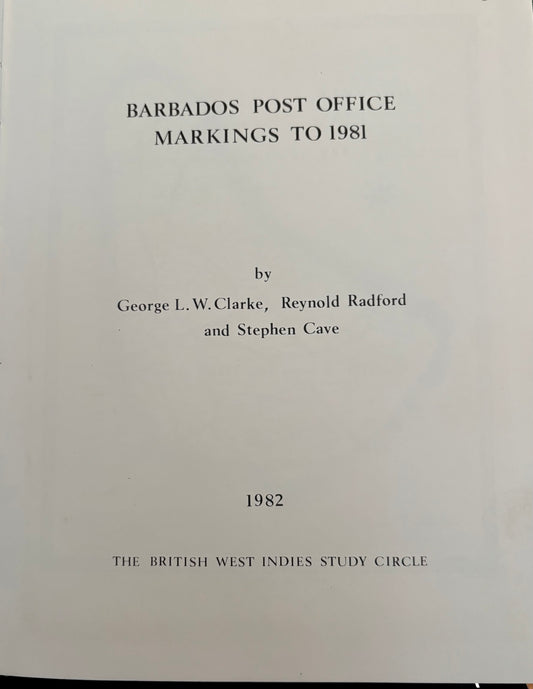 BARBADOS POST OFFICE
MARKINGS TO 1981
by
George L. W. Clarke, Reynold Radford
and Stephen Cave
1982
THE BRITISH WEST INDIES STUDY CIRCLE